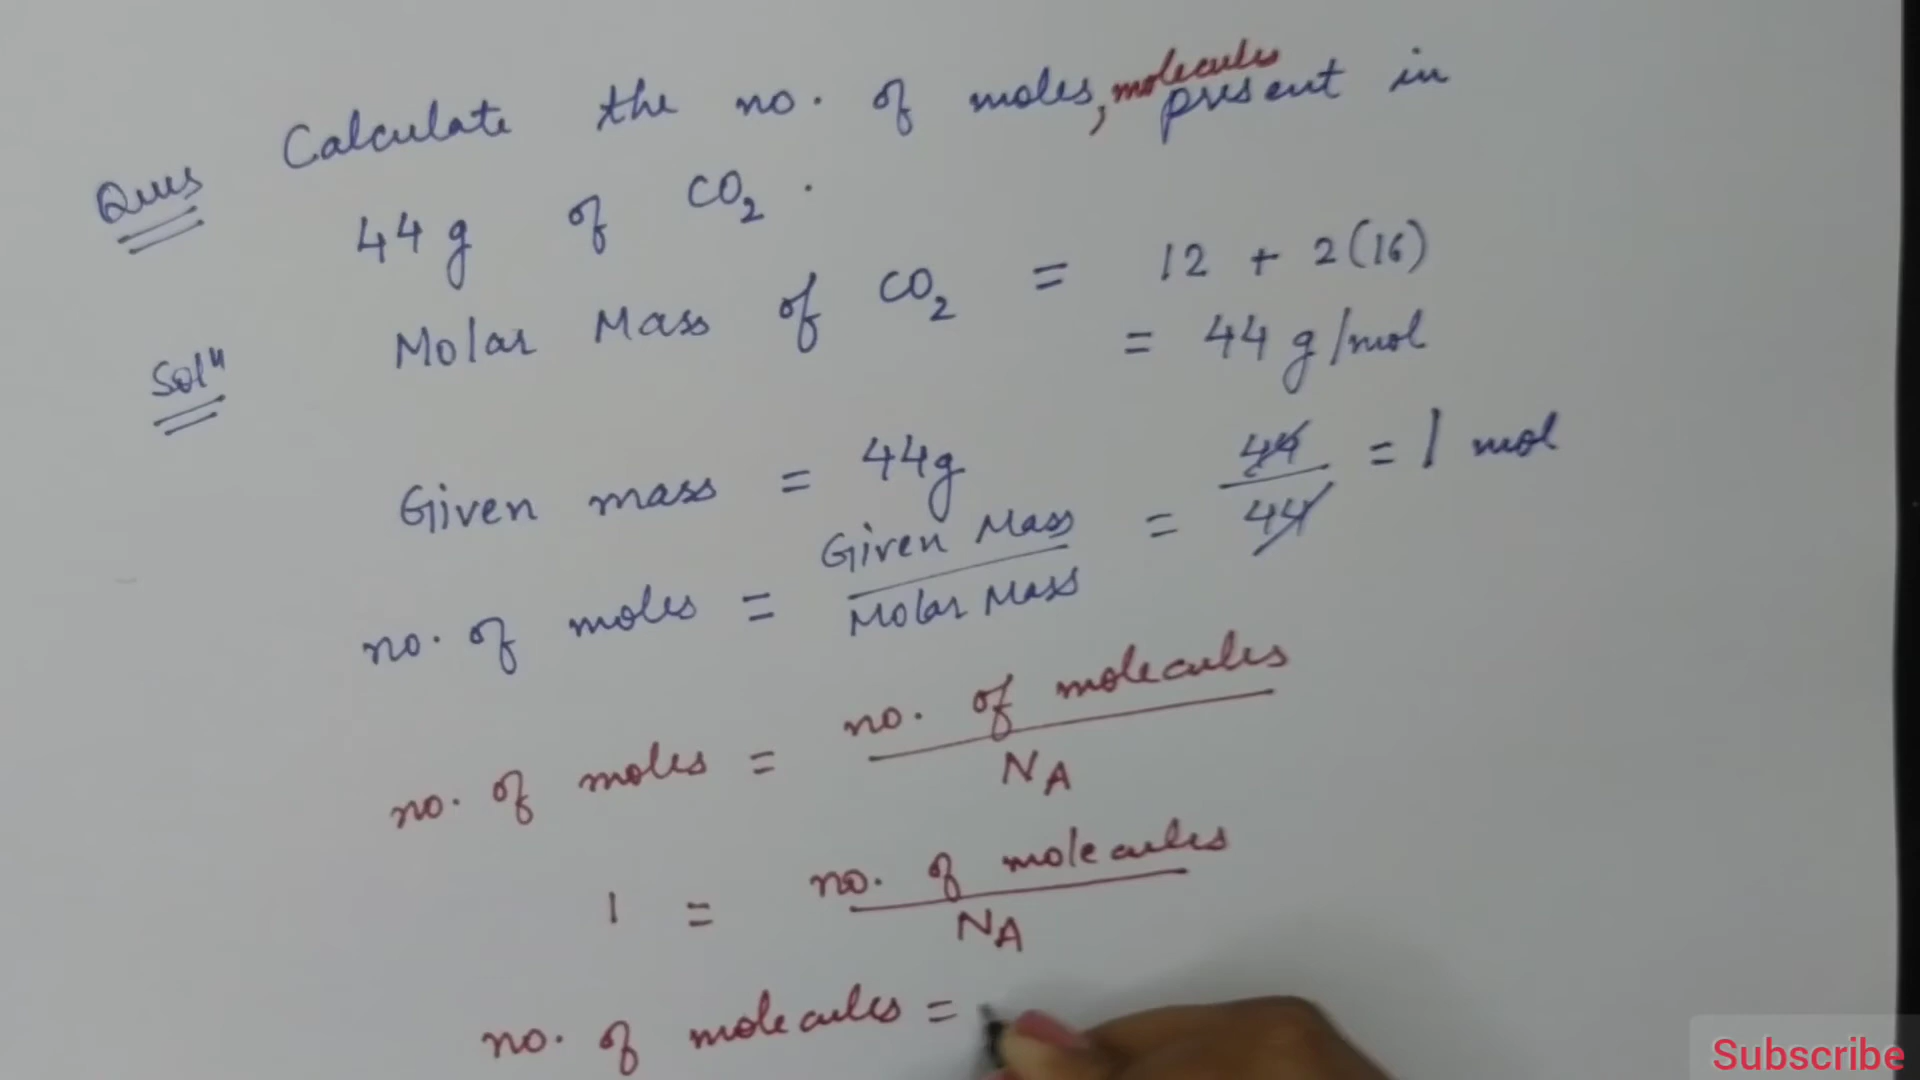 Ques Calculate the no. of moles, molecules present in
44 g of CO₂.
Solⁿ Molar Mass of CO₂ = 12 + 2(16)
= 44 g/mol
Given mass = 44g
no. of moles = Given Mass / Molar Mass = 44 / 44 = 1 mol
no. of moles = no. of molecules / NA
1 = no. of molecules / NA
no. of molecules =
Subscribe